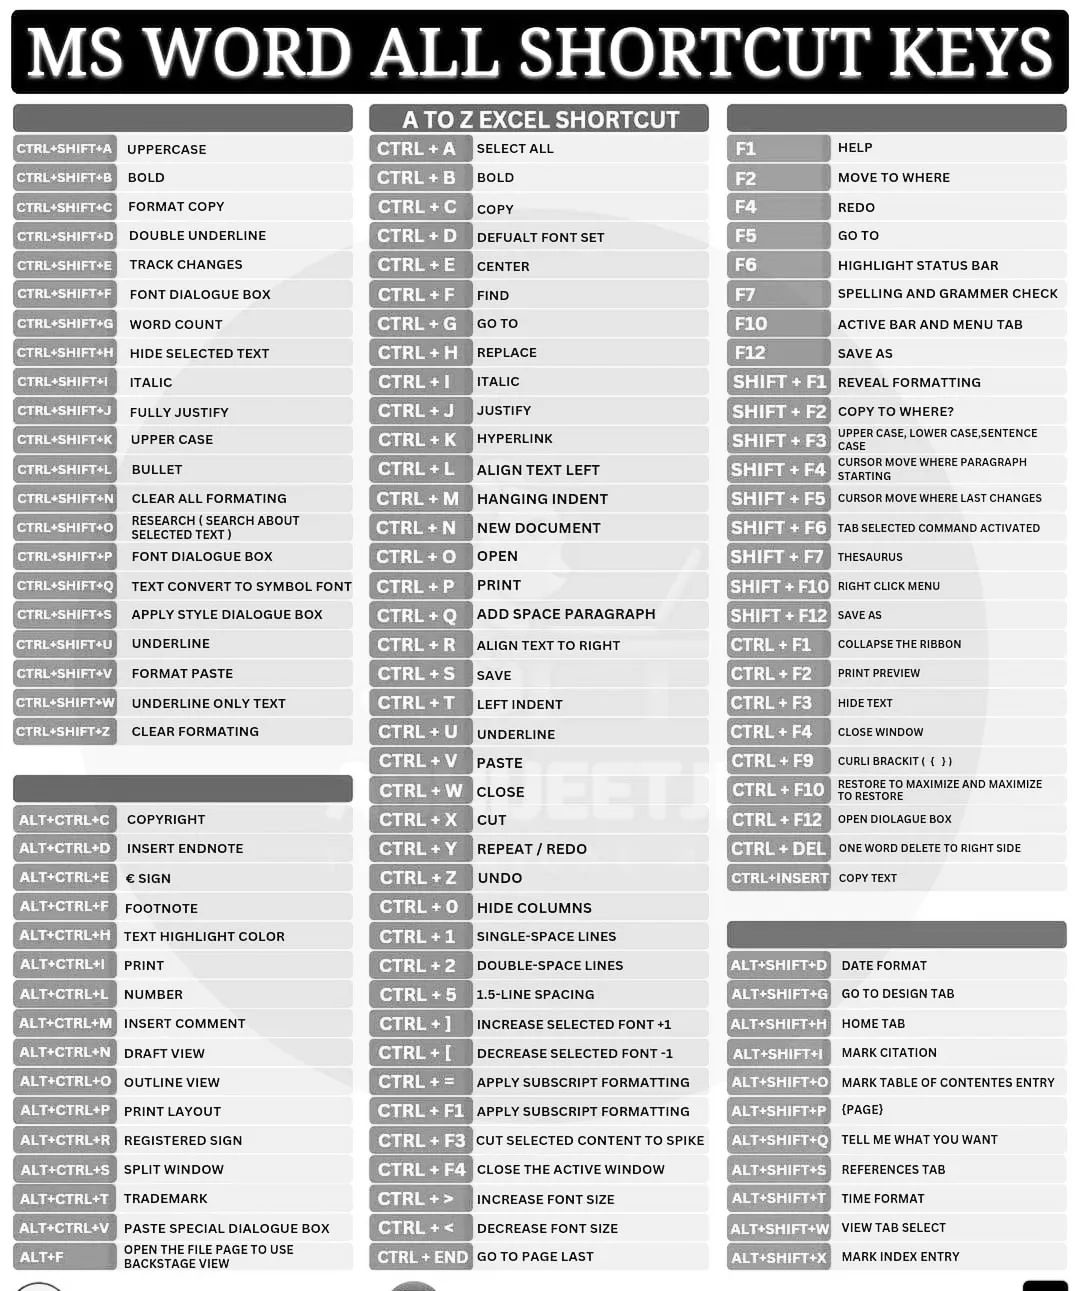 MS WORD ALL SHORTCUT KEYS
CTRL+SHIFT+A UPPERCASE
CTRL+SHIFT+B BOLD
CTRL+SHIFT+C FORMAT COPY
CTRL+SHIFT+D DOUBLE UNDERLINE
CTRL+SHIFT+E TRACK CHANGES
CTRL+SHIFT+F FONT DIALOGUE BOX
CTRL+SHIFT+G WORD COUNT
CTRL+SHIFT+H HIDE SELECTED TEXT
CTRL+SHIFT+I ITALIC
CTRL+SHIFT+J FULLY JUSTIFY
CTRL+SHIFT+K UPPER CASE
CTRL+SHIFT+L BULLET
CTRL+SHIFT+N CLEAR ALL FORMATING
CTRL+SHIFT+O RESEARCH ( SEARCH ABOUT
SELECTED TEXT )
CTRL+SHIFT+P FONT DIALOGUE BOX
CTRL+SHIFT+Q TEXT CONVERT TO SYMBOL FONT
CTRL+SHIFT+S APPLY STYLE DIALOGUE BOX
CTRL+SHIFT+U UNDERLINE
CTRL+SHIFT+V FORMAT PASTE
CTRL+SHIFT+W UNDERLINE ONLY TEXT
CTRL+SHIFT+Z CLEAR FORMATING
ALT+CTRL+C COPYRIGHT
ALT+CTRL+D INSERT ENDNOTE
ALT+CTRL+E € SIGN
ALT+CTRL+F FOOTNOTE
ALT+CTRL+H TEXT HIGHLIGHT COLOR
ALT+CTRL+I PRINT
ALT+CTRL+L NUMBER
ALT+CTRL+M INSERT COMMENT
ALT+CTRL+N DRAFT VIEW
ALT+CTRL+O OUTLINE VIEW
ALT+CTRL+P PRINT LAYOUT
ALT+CTRL+R REGISTERED SIGN
ALT+CTRL+S SPLIT WINDOW
ALT+CTRL+T TRADEMARK
ALT+CTRL+V PASTE SPECIAL DIALOGUE BOX
ALT+F OPEN THE FILE PAGE TO USE
BACKSTAGE VIEW
A TO Z EXCEL SHORTCUT
CTRL + A SELECT ALL
CTRL + B BOLD
CTRL + C COPY
CTRL + D DEFUALT FONT SET
CTRL + E CENTER
CTRL + F FIND
CTRL + G GO TO
CTRL + H REPLACE
CTRL + I ITALIC
CTRL + J JUSTIFY
CTRL + K HYPERLINK
CTRL + L ALIGN TEXT LEFT
CTRL + M HANGING INDENT
CTRL + N NEW DOCUMENT
CTRL + O OPEN
CTRL + P PRINT
CTRL + Q ADD SPACE PARAGRAPH
CTRL + R ALIGN TEXT TO RIGHT
CTRL + S SAVE
CTRL + T LEFT INDENT
CTRL + U UNDERLINE
CTRL + V PASTE
CTRL + W CLOSE
CTRL + X CUT
CTRL + Y REPEAT / REDO
CTRL + Z UNDO
CTRL + 0 HIDE COLUMNS
CTRL + 1 SINGLE-SPACE LINES
CTRL + 2 DOUBLE-SPACE LINES
CTRL + 5 1.5-LINE SPACING
CTRL + ] INCREASE SELECTED FONT +1
CTRL + [ DECREASE SELECTED FONT -1
CTRL + = APPLY SUBSCRIPT FORMATTING
CTRL + F1 APPLY SUBSCRIPT FORMATTING
CTRL + F3 CUT SELECTED CONTENT TO SPIKE
CTRL + F4 CLOSE THE ACTIVE WINDOW
CTRL + > INCREASE FONT SIZE
CTRL + < DECREASE FONT SIZE
CTRL + END GO TO PAGE LAST
F1 HELP
F2 MOVE TO WHERE
F4 REDO
F5 GO TO
F6 HIGHLIGHT STATUS BAR
F7 SPELLING AND GRAMMER CHECK
F10 ACTIVE BAR AND MENU TAB
F12 SAVE AS
SHIFT + F1 REVEAL FORMATTING
SHIFT + F2 COPY TO WHERE?
SHIFT + F3 UPPER CASE, LOWER CASE,SENTENCE
CASE
SHIFT + F4 CURSOR MOVE WHERE PARAGRAPH
STARTING
SHIFT + F5 CURSOR MOVE WHERE LAST CHANGES
SHIFT + F6 TAB SELECTED COMMAND ACTIVATED
SHIFT + F7 THESAURUS
SHIFT + F10 RIGHT CLICK MENU
SHIFT + F12 SAVE AS
CTRL + F1 COLLAPSE THE RIBBON
CTRL + F2 PRINT PREVIEW
CTRL + F3 HIDE TEXT
CTRL + F4 CLOSE WINDOW
CTRL + F9 CURLI BRACKIT ( { } )
CTRL + F10 RESTORE TO MAXIMIZE AND MAXIMIZE
TO RESTORE
CTRL + F12 OPEN DIOLAGUE BOX
CTRL + DEL ONE WORD DELETE TO RIGHT SIDE
CTRL+INSERT COPY TEXT
ALT+SHIFT+D DATE FORMAT
ALT+SHIFT+G GO TO DESIGN TAB
ALT+SHIFT+H HOME TAB
ALT+SHIFT+I MARK CITATION
ALT+SHIFT+O MARK TABLE OF CONTENTES ENTRY
ALT+SHIFT+P {PAGE}
ALT+SHIFT+Q TELL ME WHAT YOU WANT
ALT+SHIFT+S REFERENCES TAB
ALT+SHIFT+T TIME FORMAT
ALT+SHIFT+W VIEW TAB SELECT
ALT+SHIFT+X MARK INDEX ENTRY